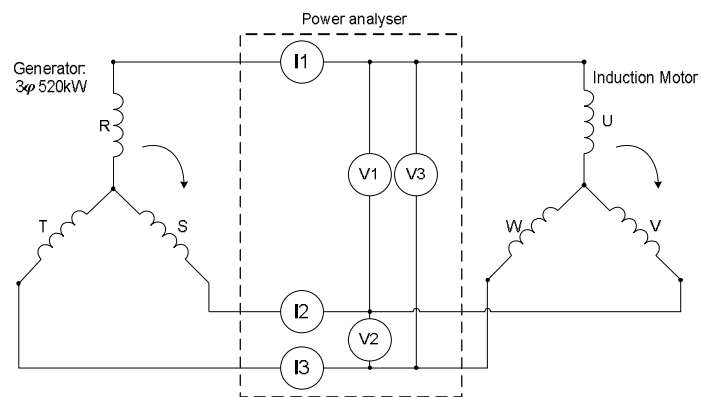 Power analyser
Generator:
3φ 520kW
I1
Induction Motor
R
U
V1
V3
T
S
W
V
I2
V2
I3